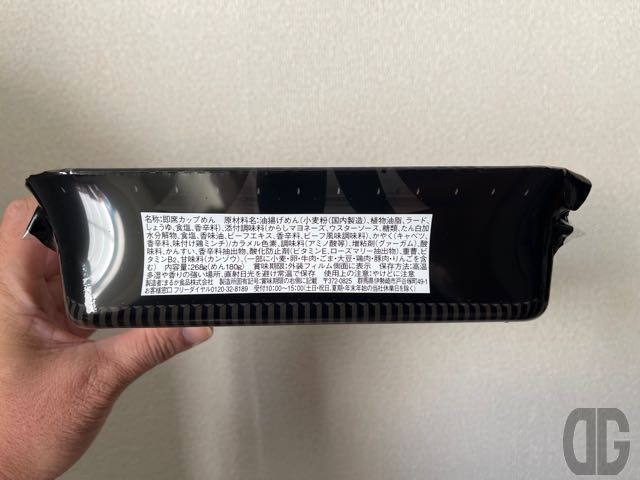 名称:即席カップめん　原材料名:油揚げめん(小麦粉(国内製造)、植物油脂、ラード、
しょうゆ、食塩、香辛料)、添付調味料(からしマヨネーズ、ウスターソース、糖類、たん白加
水分解物、食塩、香味油、ビーフエキス、香辛料、ビーフ風味調味料)、かやく(キャベツ、
香辛料、味付け鶏ミンチ)/カラメル色素、調味料(アミノ酸等)、増粘剤(グァーガム)、酸
味料、かんすい、香辛料抽出物、酸化防止剤(ビタミンE、ローズマリー抽出物)、重曹、ビ
タミンB2、甘味料(カンゾウ)、(一部に小麦・卵・牛肉・ごま・大豆・鶏肉・豚肉・りんごを含
む)　内容量:268g(めん180g)　賞味期限:外装フィルム側面に表示　保存方法:高温
多湿や香りの強い場所、直射日光を避け常温で保存　使用上の注意:やけどに注意
製造者:まるか食品株式会社　製造所固有記号:賞味期限の右側に記載　〒372-0825　群馬県伊勢崎市戸谷塚町49-1
お客様窓口 フリーダイヤル0120-32-8189　受付10:00〜15:00(土・日・祝日、夏期・年末年始の当社休業日を除く)
DG